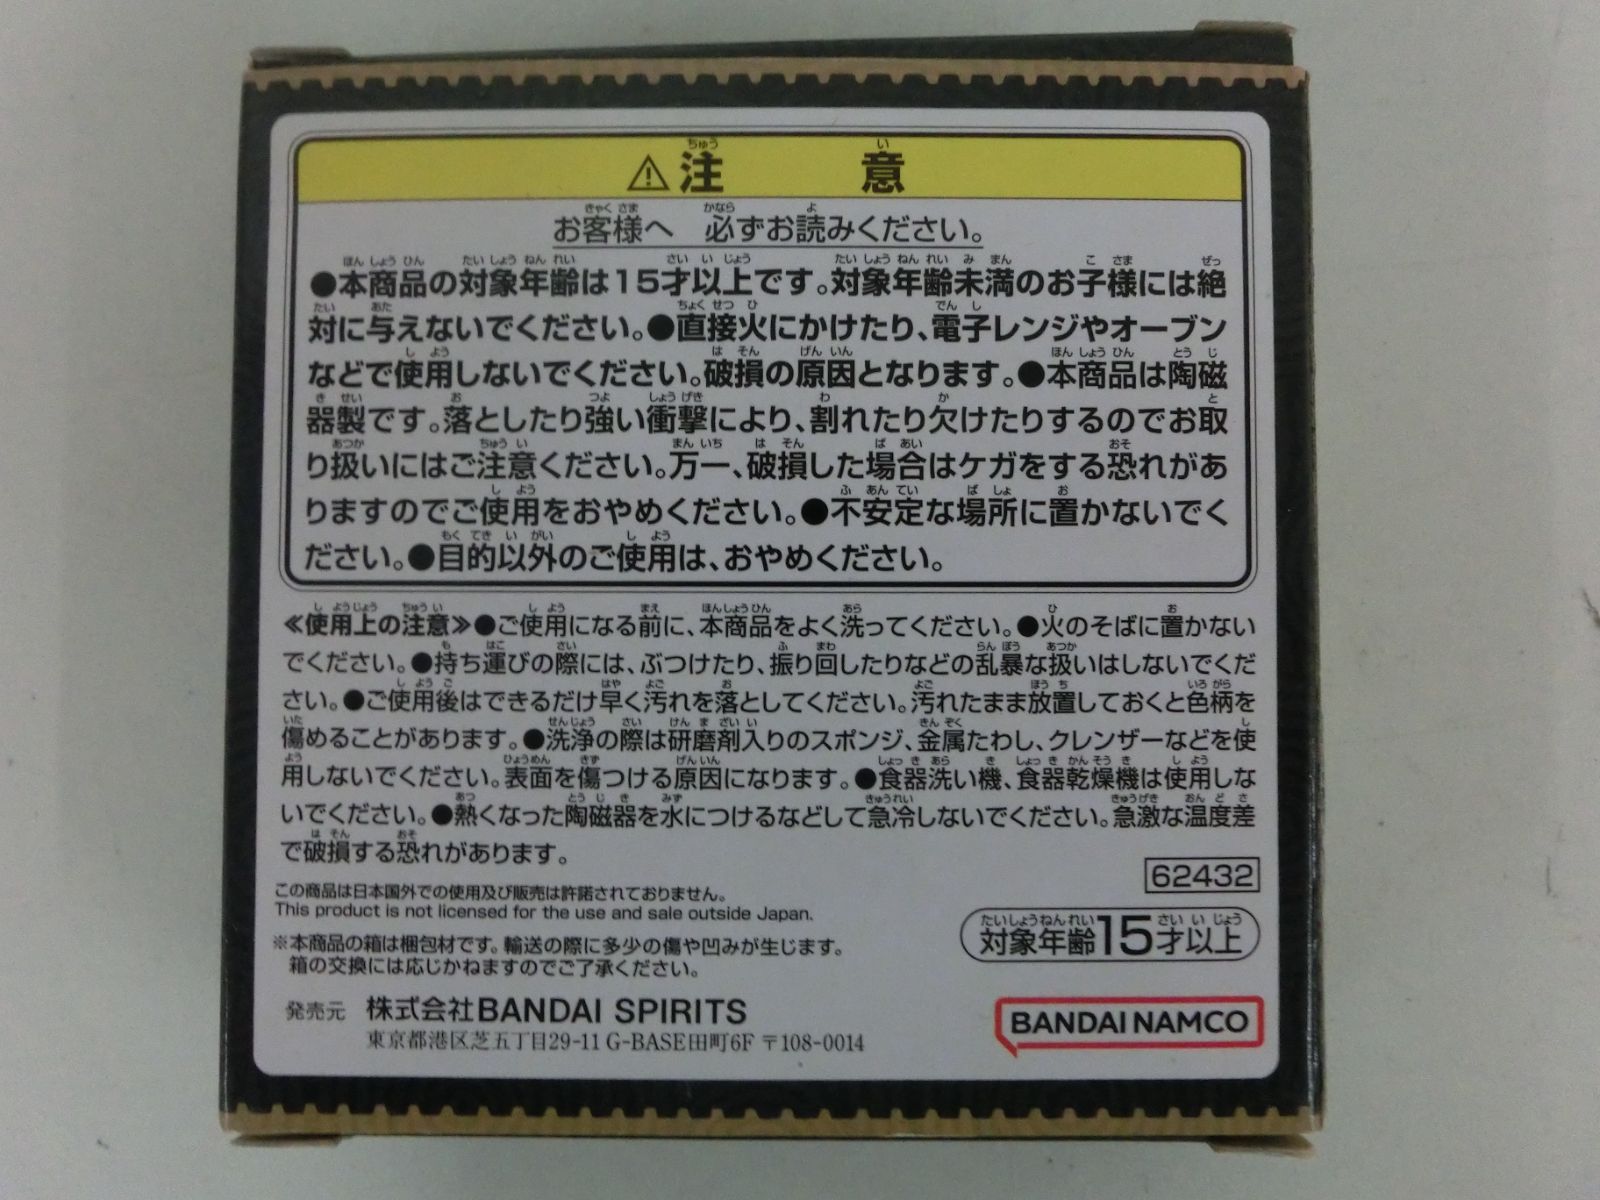 ⚠注意
お客様へ 必ずお読みください。
●本商品の対象年齢は15才以上です。対象年齢未満のお子様には絶
対に与えないでください。●直接火にかけたり、電子レンジやオーブン
などで使用しないでください。破損の原因となります。●本商品は陶磁
器製です。落としたり強い衝撃により、割れたり欠けたりするのでお取
り扱いにはご注意ください。万一、破損した場合はケガをする恐れがあ
りますのでご使用をおやめください。●不安定な場所に置かないでく
ださい。●目的以外のご使用は、おやめください。
≪使用上の注意≫●ご使用になる前に、本商品をよく洗ってください。●火のそばに置かない
でください。●持ち運びの際には、ぶつけたり、振り回したりなどの乱暴な扱いはしないでくだ
さい。●ご使用後はできるだけ早く汚れを落としてください。汚れたまま放置しておくと色柄を
傷めることがあります。●洗浄の際は研磨剤入りのスポンジ、金属たわし、クレンザーなどを使
用しないでください。表面を傷つける原因になります。●食器洗い機、食器乾燥機は使用しな
いでください。●熱くなった陶磁器を水につけるなどして急冷しないでください。急激な温度差
で破損する恐れがあります。
62432
この商品は日本国外での使用及び販売は許諾されておりません。
This product is not licensed for the use and sale outside Japan.
対象年齢15才以上
※本商品の箱は梱包材です。輸送の際に多少の傷や凹みが生じます。
箱の交換には応じかねますのでご了承ください。
発売元 株式会社BANDAI SPIRITS
東京都港区芝五丁目29-11 G-BASE田町6F 〒108-0014
BANDAI NAMCO